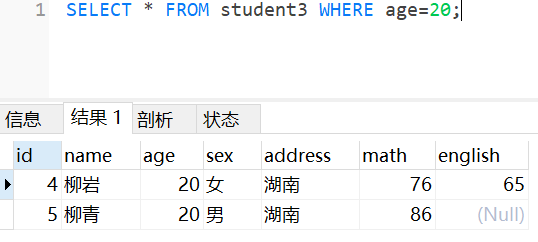 1 SELECT * FROM student3 WHERE age=20;
信息 结果 1 剖析 状态
id name age sex address math english
4 柳岩 20 女 湖南 76 65
5 柳青 20 男 湖南 86 (Null)